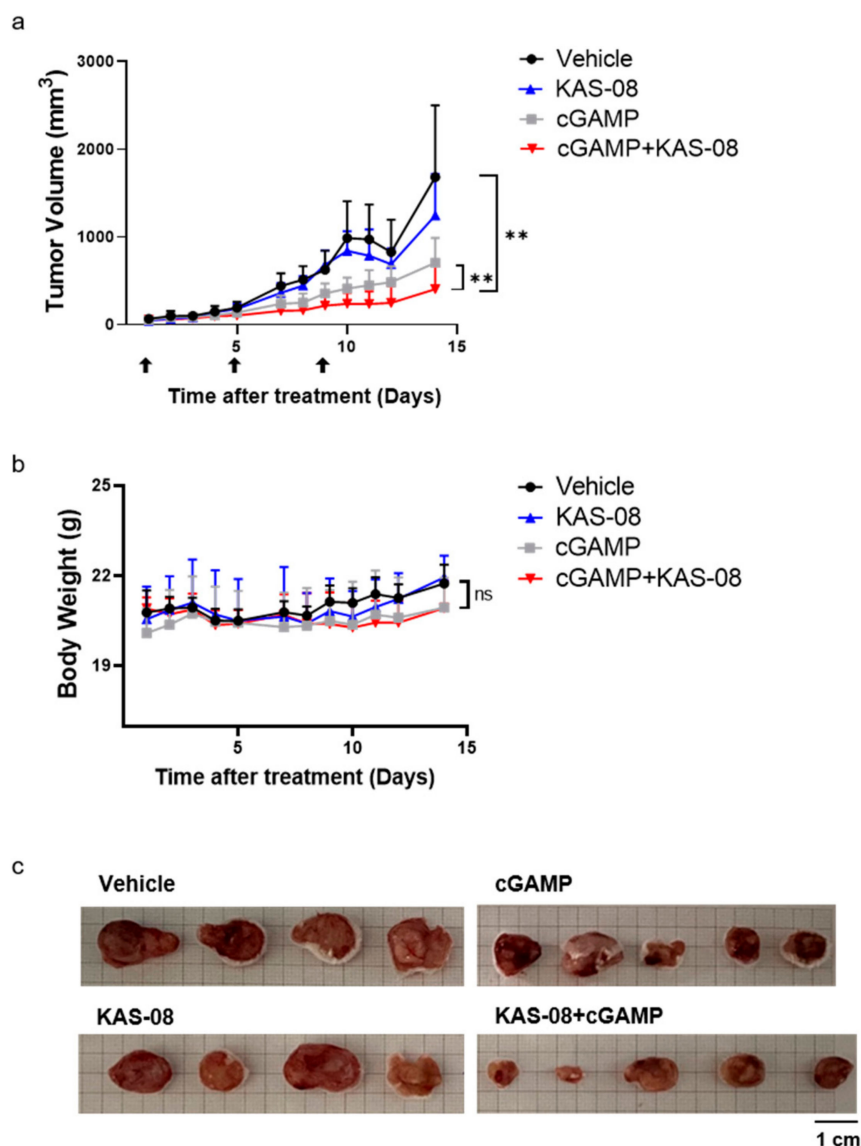 a
3000
2000
1000
0
5
10
15
Tumor Volume (mm³)
Time after treatment (Days)
Vehicle
KAS-08
cGAMP
cGAMP+KAS-08
**
**
b
25
22
19
5
10
15
Body Weight (g)
Time after treatment (Days)
Vehicle
KAS-08
cGAMP
cGAMP+KAS-08
ns
c
Vehicle
cGAMP
KAS-08
KAS-08+cGAMP
1 cm